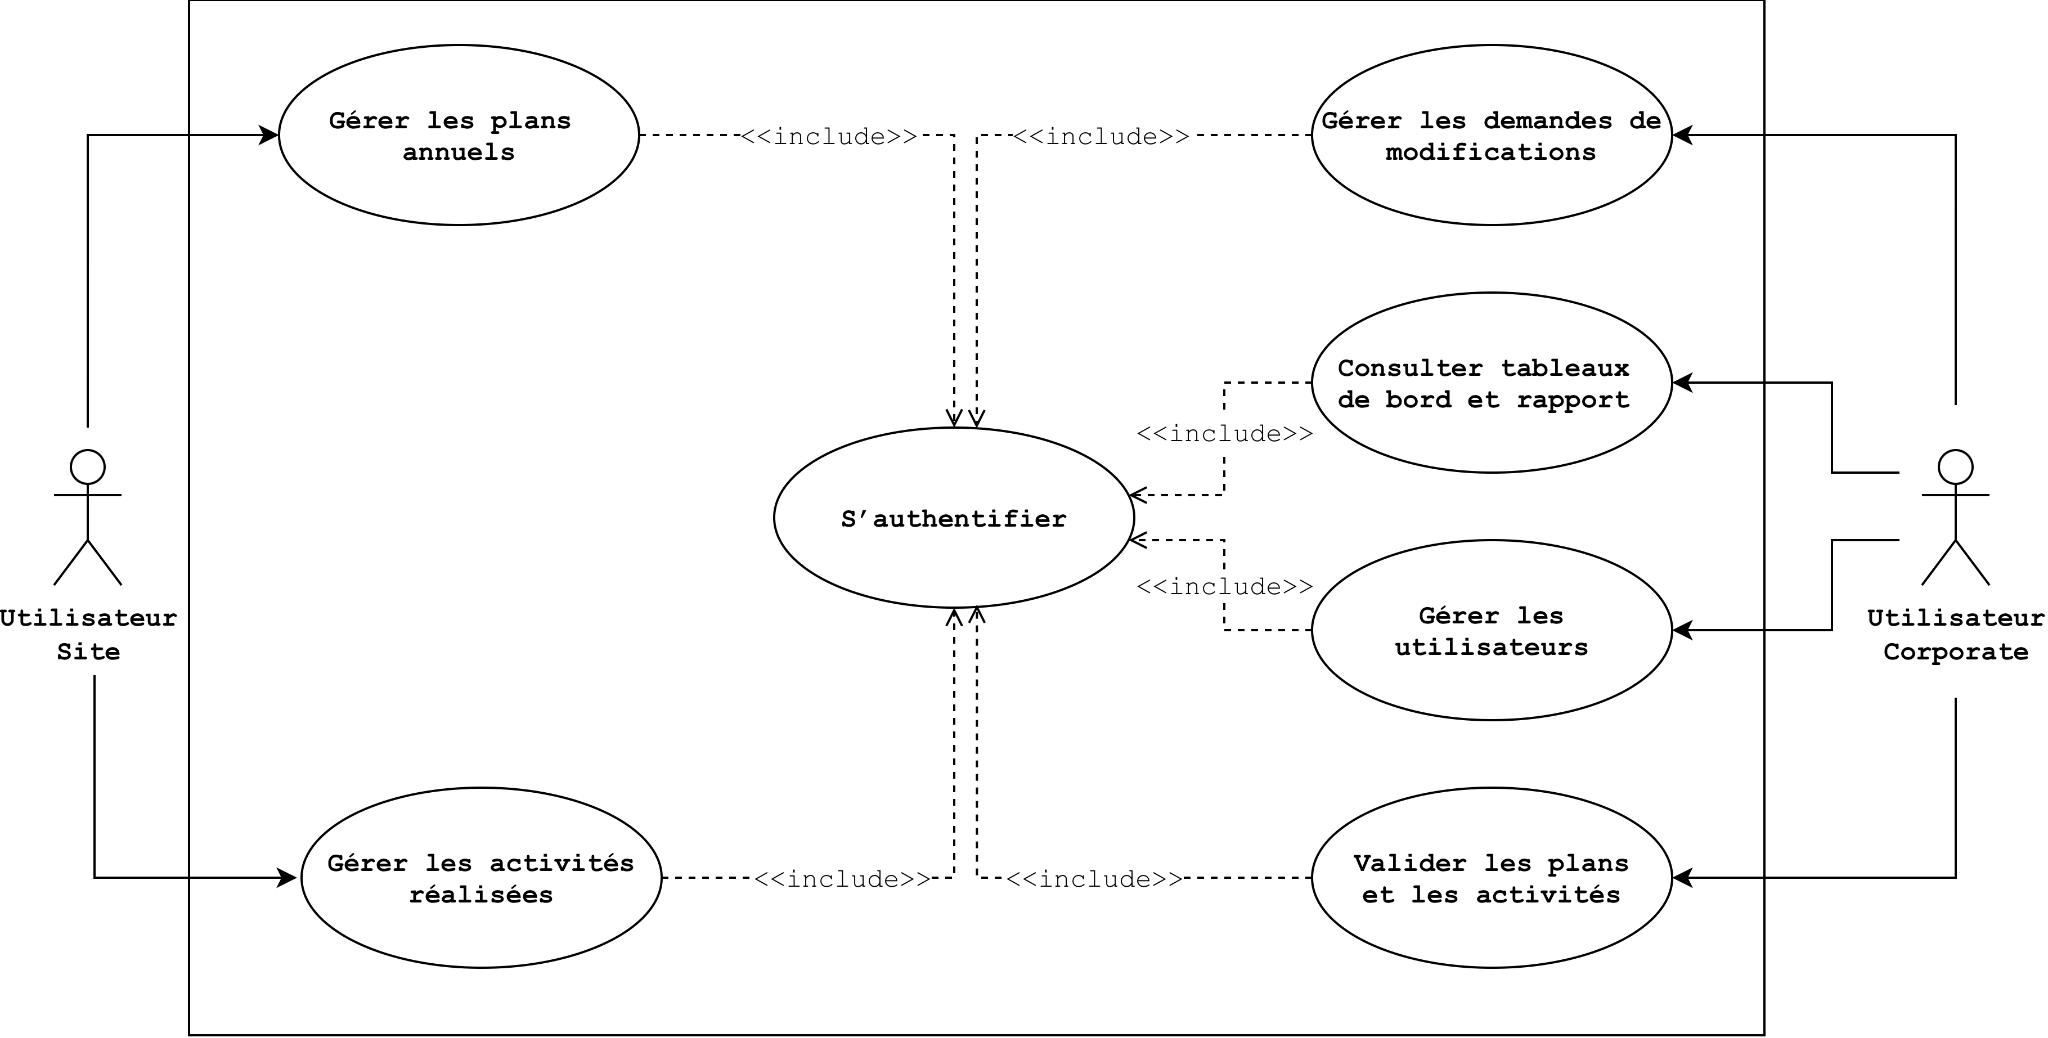 Gérer les plans
annuels
<<include>>
<<include>>
Gérer les demandes de
modifications
Consulter tableaux
de bord et rapport
<<include>>
S’authentifier
<<include>>
Gérer les
utilisateurs
Utilisateur
Site
Utilisateur
Corporate
Gérer les activités
réalisées
<<include>>
<<include>>
Valider les plans
et les activités